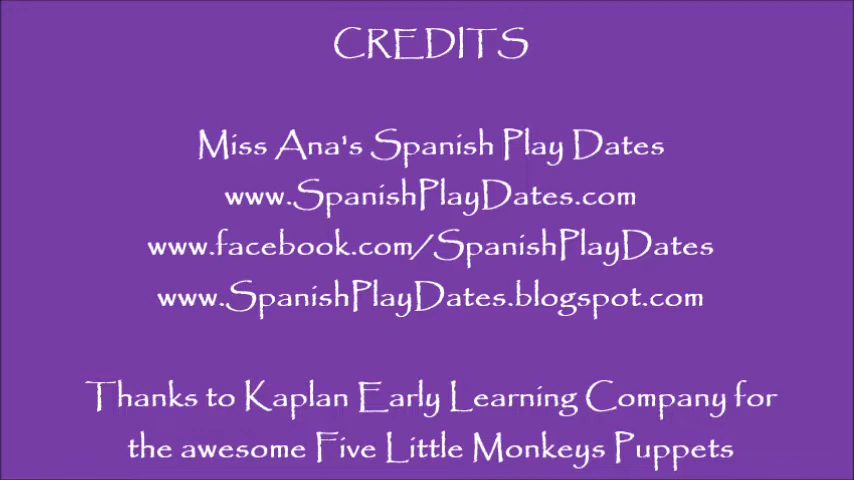 CREDITS
Miss Ana's Spanish Play Dates
www.SpanishPlayDates.com
www.facebook.com/SpanishPlayDates
www.SpanishPlayDates.blogspot.com
Thanks to Kaplan Early Learning Company for
the awesome Five Little Monkeys Puppets